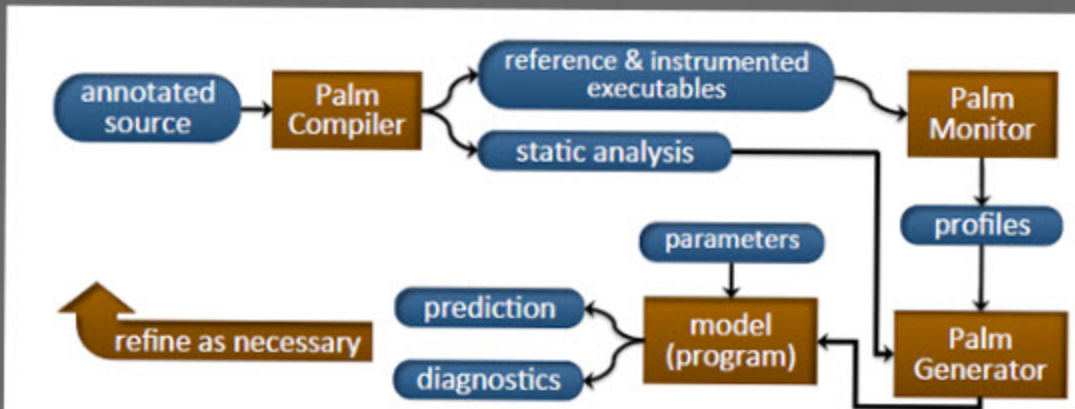 annotated
source
Palm
Compiler
reference & instrumented
executables
static analysis
Palm
Monitor
profiles
parameters
prediction
diagnostics
model
(program)
Palm
Generator
refine as necessary